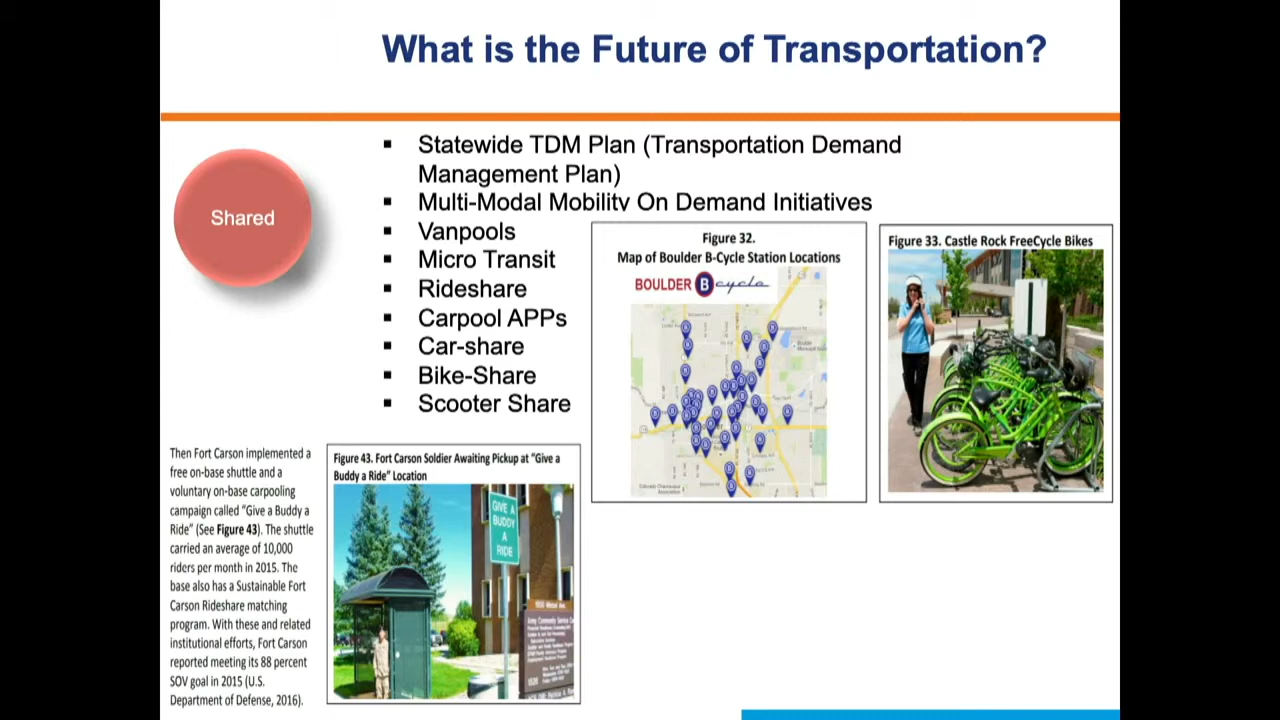 What is the Future of Transportation?
Shared
▪ Statewide TDM Plan (Transportation Demand
Management Plan)
▪ Multi-Modal Mobility On Demand Initiatives
▪ Vanpools
▪ Micro Transit
▪ Rideshare
▪ Carpool APPs
▪ Car-share
▪ Bike-Share
▪ Scooter Share
Figure 32.
Map of Boulder B-Cycle Station Locations
BOULDER B cycle
Figure 33. Castle Rock FreeCycle Bikes
Then Fort Carson implemented a
free on-base shuttle and a
voluntary on-base carpooling
campaign called "Give a Buddy a
Ride" (See Figure 43). The shuttle
carried an average of 10,000
riders per month in 2015. The
base also has a Sustainable Fort
Carson Rideshare matching
program. With these and related
institutional efforts, Fort Carson
reported meeting its 88 percent
SOV goal in 2015 (U.S.
Department of Defense, 2016).
Figure 43. Fort Carson Soldier Awaiting Pickup at "Give a
Buddy a Ride" Location
GIVE A
BUDDY
A
RIDE
Army Community Service